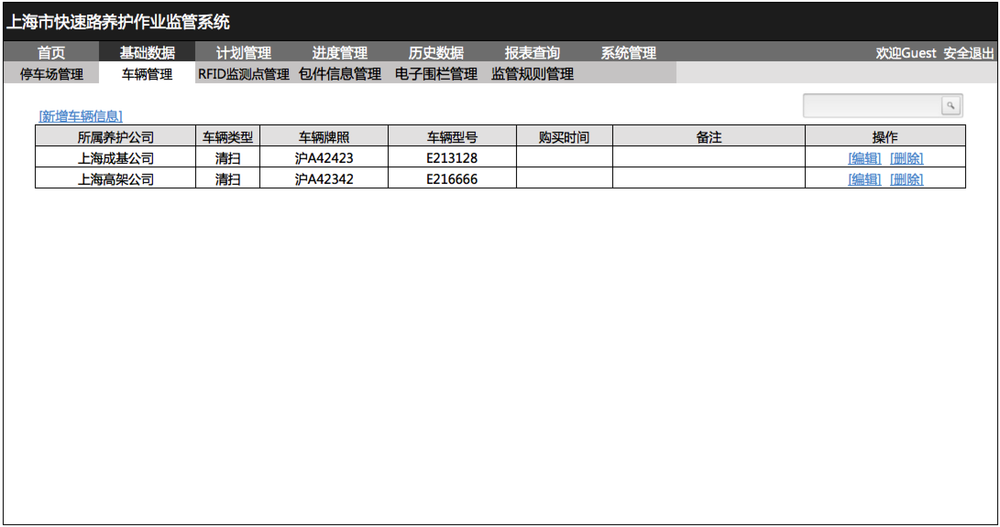 上海市快速路养护作业监管系统
首页 基础数据 计划管理 进度管理 历史数据 报表查询 系统管理 欢迎Guest 安全退出
停车场管理 车辆管理 RFID监测点管理 包件信息管理 电子围栏管理 监管规则管理
[新增车辆信息]
所属养护公司 车辆类型 车辆牌照 车辆型号 购买时间 备注 操作
上海成基公司 清扫 沪A42423 E213128 [编辑] [删除]
上海高架公司 清扫 沪A42342 E216666 [编辑] [删除]